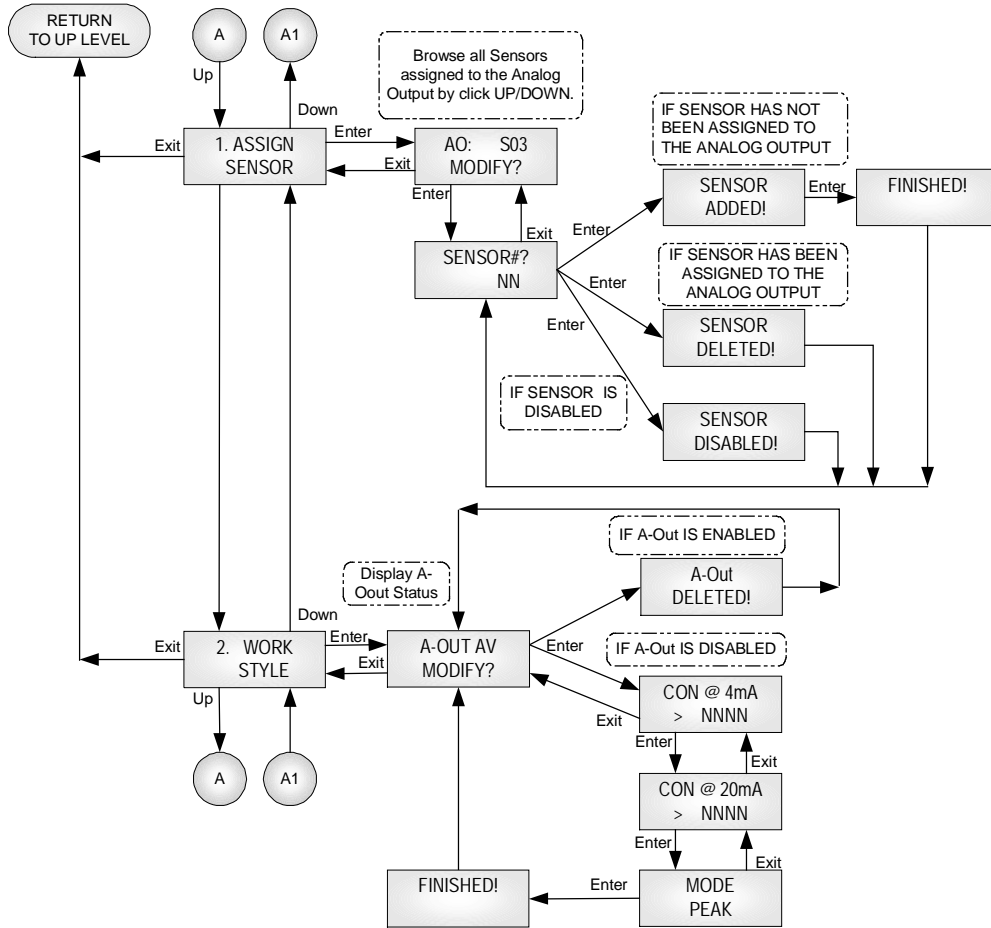 RETURN
TO UP LEVEL
A
A1
Up
Down
Browse all Sensors
assigned to the Analog
Output by click UP/DOWN.
Exit
1. ASSIGN
SENSOR
Enter
Exit
AO: S03
MODIFY?
Enter
Exit
SENSOR#?
NN
IF SENSOR HAS NOT
BEEN ASSIGNED TO
THE ANALOG OUTPUT
Enter
SENSOR
ADDED!
Enter
FINISHED!
IF SENSOR HAS BEEN
ASSIGNED TO THE
ANALOG OUTPUT
Enter
SENSOR
DELETED!
Enter
IF SENSOR IS
DISABLED
SENSOR
DISABLED!
IF A-Out IS ENABLED
Display A-
Oout Status
A-Out
DELETED!
Down
Exit
2. WORK
STYLE
Enter
Exit
A-OUT AV
MODIFY?
Enter
IF A-Out IS DISABLED
Up
Exit
CON @ 4mA
> NNNN
A
A1
Enter
Exit
CON @ 20mA
> NNNN
Enter
Exit
MODE
PEAK
Enter
FINISHED!